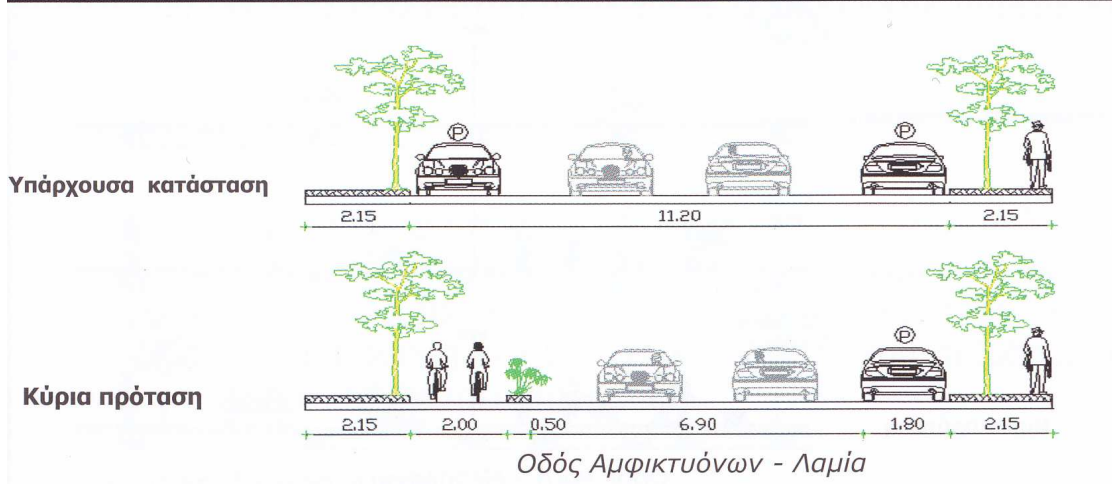 P P
Υπάρχουσα κατάσταση
2.15 11.20 2.15
P
Κύρια πρόταση
2.15 2.00 0.50 6.90 1.80 2.15
Οδός Αμφικτυόνων - Λαμία